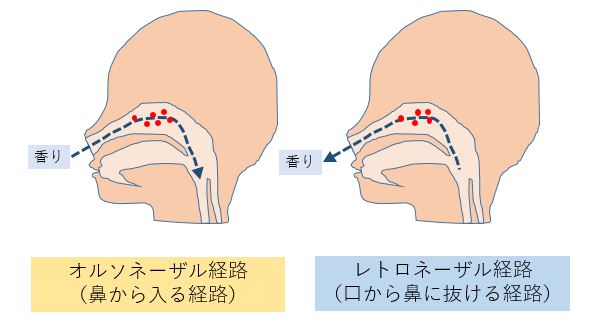 香り
香り
オルソネーザル経路
（鼻から入る経路）
レトロネーザル経路
（口から鼻に抜ける経路）